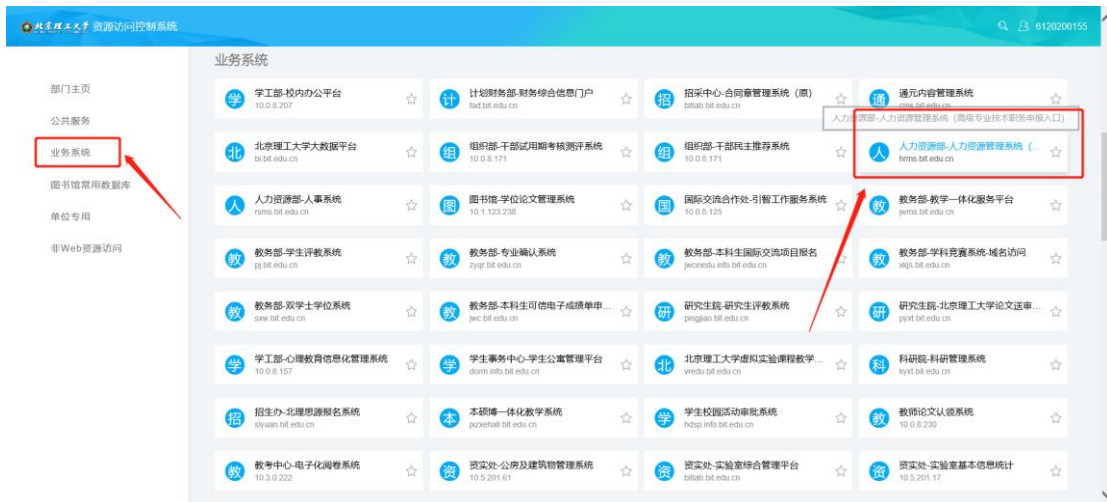 北京理工大学 资源访问控制系统
6120200155
业务系统
部门主页
公共服务
业务系统
图书馆常用数据库
单位专用
非Web资源访问
学工部-校内办公平台
10.0.8.207
计划财务部-财务综合信息门户
fad.bit.edu.cn
招采中心-合同章管理系统（原）
bitlab.bit.edu.cn
通元内容管理系统
cms.bit.edu.cn
人力资源部-人力资源管理系统（高级专业技术职务申报入口）
北京理工大学大数据平台
bi.bit.edu.cn
组织部-干部试用期考核测评系统
10.0.8.171
组织部-干部民主推荐系统
10.0.8.171
人力资源部-人力资源管理系统（...
hrms.bit.edu.cn
人力资源部-人事系统
rsms.bit.edu.cn
图书馆-学位论文管理系统
10.1.123.238
国际交流合作处-引智工作服务系统
10.0.8.125
教务部-教学一体化服务平台
jwms.bit.edu.cn
教务部-学生评教系统
pj.bit.edu.cn
教务部-专业确认系统
zyqr.bit.edu.cn
教务部-本科生国际交流项目报名
jwcexstu.info.bit.edu.cn
教务部-学科竞赛系统-域名访问
xkjs.bit.edu.cn
教务部-双学士学位系统
sxw.bit.edu.cn
教务部-本科生可信电子成绩单申...
jwc.bit.edu.cn
研究生院-研究生评教系统
pingjiao.bit.edu.cn
研究生院-北京理工大学论文送审...
pyxt.bit.edu.cn
学工部-心理教育信息化管理系统
10.0.8.157
学生事务中心-学生公寓管理平台
dorm.info.bit.edu.cn
北京理工大学虚拟实验课程教学...
vredu.bit.edu.cn
科研院-科研管理系统
kyxt.bit.edu.cn
招生办-北理思源报名系统
siyuan.bit.edu.cn
本硕博一体化教学系统
pzxehall.bit.edu.cn
学生校园活动审批系统
hdsp.info.bit.edu.cn
教师论文认领系统
10.0.8.230
教考中心-电子化阅卷系统
10.3.0.222
资实处-公房及建筑物管理系统
10.5.201.61
资实处-实验室综合管理平台
bitlab.bit.edu.cn
资实处-实验室基本信息统计
10.5.201.17